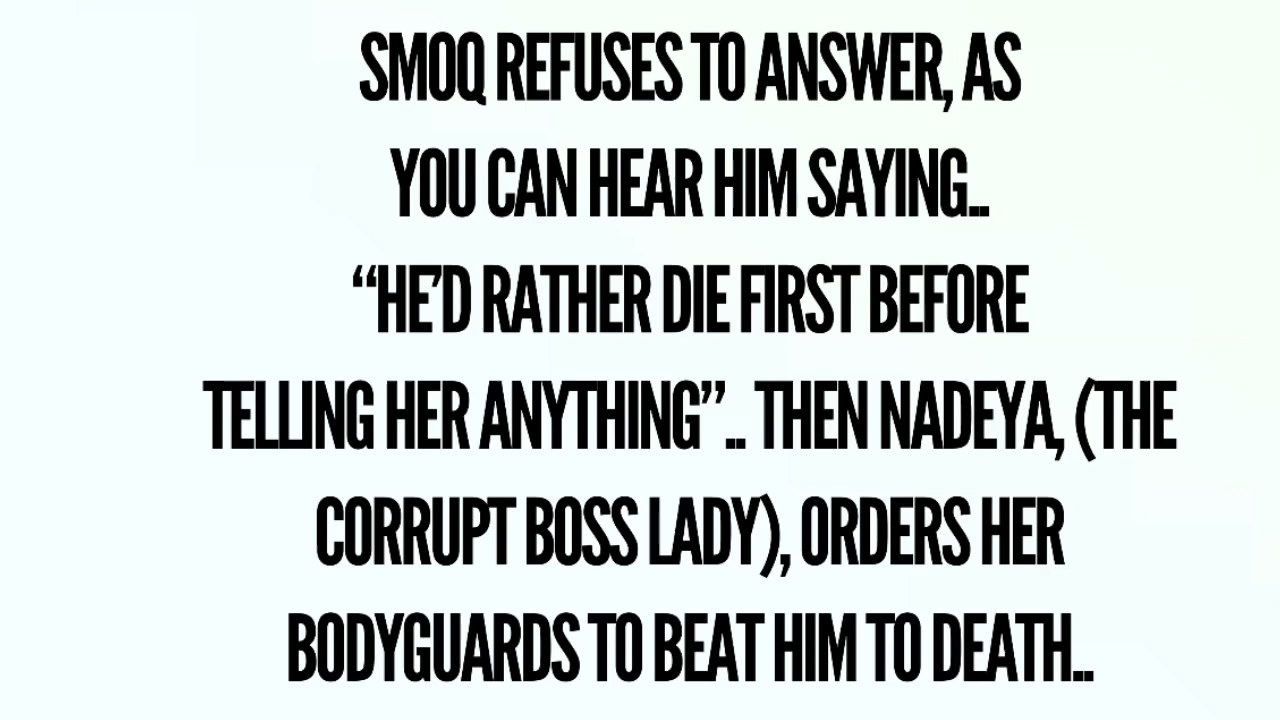 SMOQ REFUSES TO ANSWER, AS
YOU CAN HEAR HIM SAYING..
“HE’D RATHER DIE FIRST BEFORE
TELLING HER ANYTHING”.. THEN NADEYA, (THE
CORRUPT BOSS LADY), ORDERS HER
BODYGUARDS TO BEAT HIM TO DEATH..